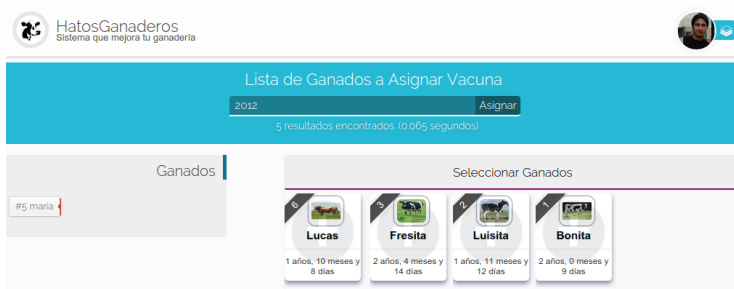 HatosGanaderos
Sistema que mejora tu ganadería
Lista de Ganados a Asignar Vacuna
2012 Asignar
5 resultados encontrados. (0.065 segundos)
Ganados
#5 maria
Seleccionar Ganados
6 3 2 1
Lucas Fresita Luisita Bonita
1 años, 10 meses y 2 años, 4 meses y 1 años, 11 meses y 2 años, 0 meses y
8 días 14 días 12 días 9 días